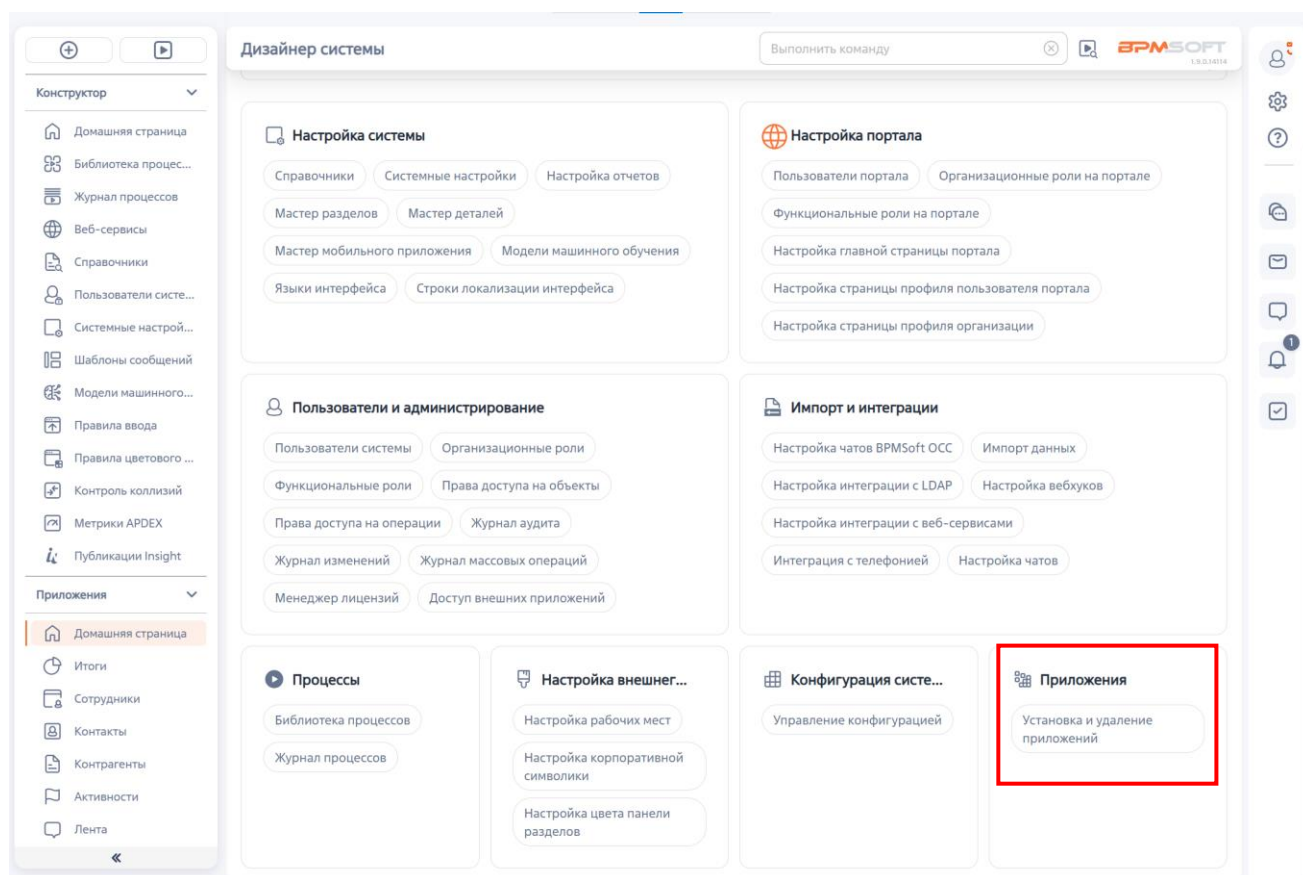 Дизайнер системы
Выполнить команду
BPMSOFT
1.9.0.14114
Конструктор
Домашняя страница
Библиотека процес...
Журнал процессов
Веб-сервисы
Справочники
Пользователи систе...
Системные настрой...
Шаблоны сообщений
Модели машинного...
Правила ввода
Правила цветового ...
Контроль коллизий
Метрики APDEX
Публикации Insight
Приложения
Домашняя страница
Итоги
Сотрудники
Контакты
Контрагенты
Активности
Лента
Настройка системы
Справочники Системные настройки Настройка отчетов
Мастер разделов Мастер деталей
Мастер мобильного приложения Модели машинного обучения
Языки интерфейса Строки локализации интерфейса
Настройка портала
Пользователи портала Организационные роли на портале
Функциональные роли на портале
Настройка главной страницы портала
Настройка страницы профиля пользователя портала
Настройка страницы профиля организации
Пользователи и администрирование
Пользователи системы Организационные роли
Функциональные роли Права доступа на объекты
Права доступа на операции Журнал аудита
Журнал изменений Журнал массовых операций
Менеджер лицензий Доступ внешних приложений
Импорт и интеграции
Настройка чатов BPMSoft OCC Импорт данных
Настройка интеграции с LDAP Настройка вебхуков
Настройка интеграции с веб-сервисами
Интеграция с телефонией Настройка чатов
Процессы
Библиотека процессов
Журнал процессов
Настройка внешнег...
Настройка рабочих мест
Настройка корпоративной
символики
Настройка цвета панели
разделов
Конфигурация систе...
Управление конфигурацией
Приложения
Установка и удаление
приложений
1